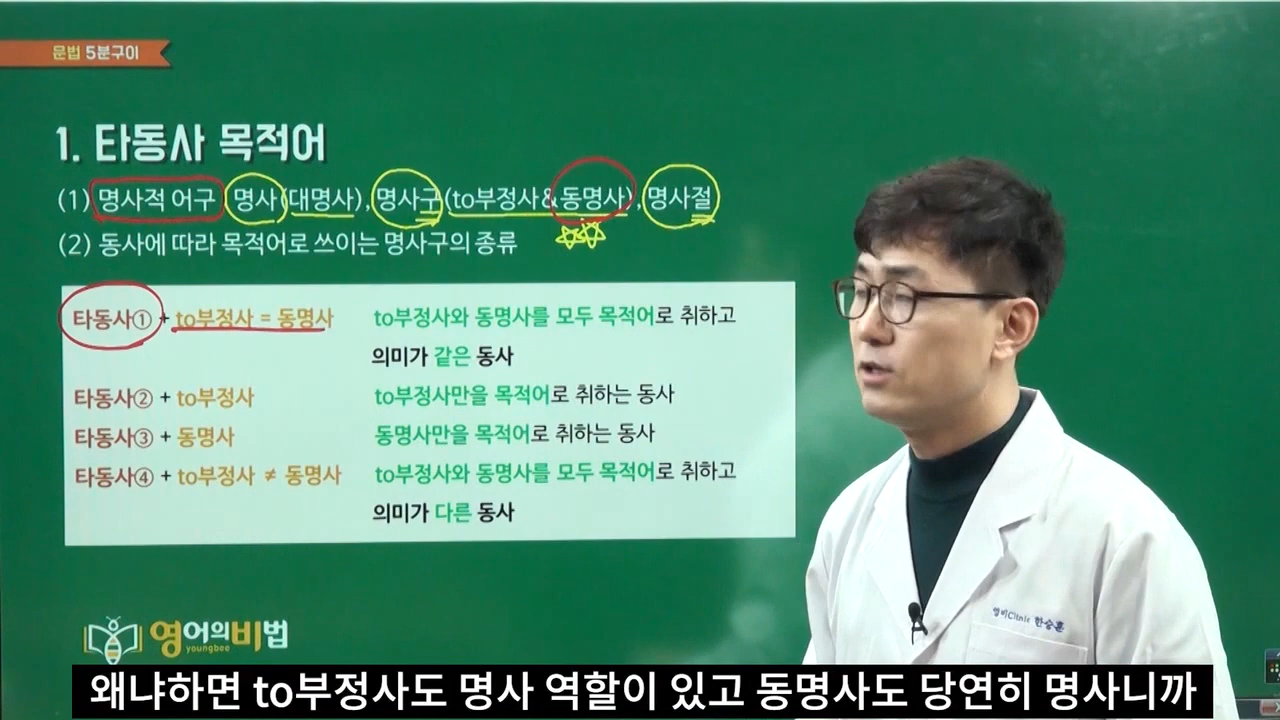 문법 5분구이
1. 타동사 목적어
(1) 명사적 어구 명사(대명사), 명사구(to부정사&동명사), 명사절
(2) 동사에 따라 목적어로 쓰이는 명사구의 종류
타동사① + to부정사 = 동명사 to부정사와 동명사를 모두 목적어로 취하고
의미가 같은 동사
타동사② + to부정사 to부정사만을 목적어로 취하는 동사
타동사③ + 동명사 동명사만을 목적어로 취하는 동사
타동사④ + to부정사 ≠ 동명사 to부정사와 동명사를 모두 목적어로 취하고
의미가 다른 동사
영어의비법
youngbee
영비Clinic 한승훈
왜냐하면 to부정사도 명사 역할이 있고 동명사도 당연히 명사니까